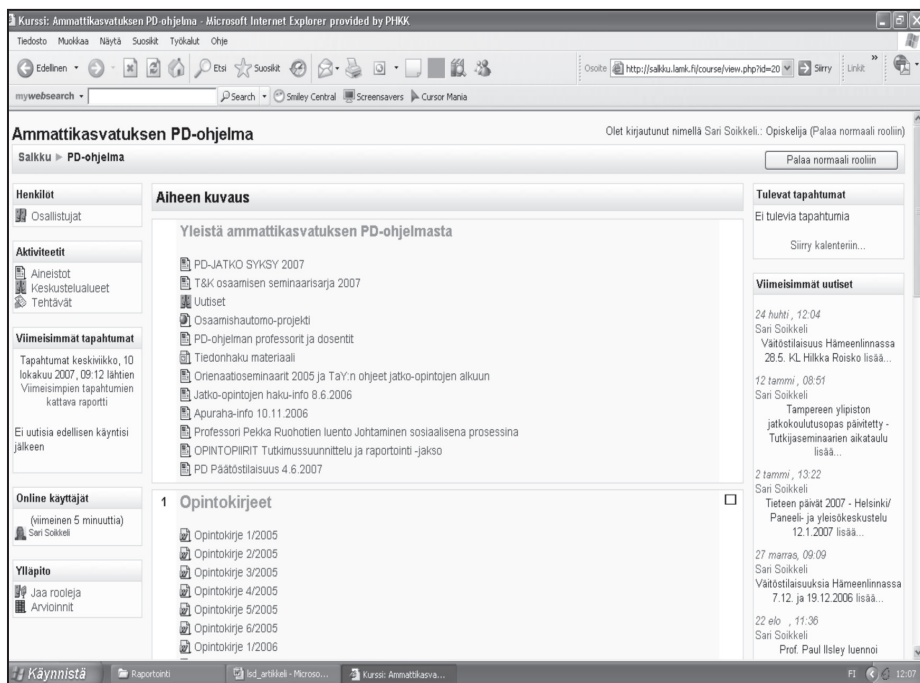 Kurssi: Ammattikasvatuksen PD-ohjelma - Microsoft Internet Explorer provided by PHKK
Tiedosto Muokkaa Näytä Suosikit Työkalut Ohje
Edellinen Etsi Suosikit Osoite http://salkku.lamk.fi/course/view.php?id=20 Siirry Linkit »
mywebsearch Search Smiley Central Screensavers Cursor Mania
Ammattikasvatuksen PD-ohjelma
Olet kirjautunut nimellä Sari Soikkeli.: Opiskelija (Palaa normaali rooliin)
Salkku ► PD-ohjelma
Palaa normaali rooliin
Henkilöt
Osallistujat
Aktiviteetit
Aineistot
Keskustelualueet
Tehtävät
Viimeisimmät tapahtumat
Tapahtumat keskiviikko, 10
lokakuu 2007, 09:12 lähtien
Viimeisimpien tapahtumien
kattava raportti
Ei uutisia edellisen käyntisi
jälkeen
Online käyttäjät
(viimeinen 5 minuuttia)
Sari Soikkeli
Ylläpito
Jaa rooleja
Arvioinnit
Aiheen kuvaus
Yleistä ammattikasvatuksen PD-ohjelmasta
PD-JATKO SYKSY 2007
T&K osaamisen seminaarisarja 2007
Uutiset
Osaamishautomo-projekti
PD-ohjelman professorit ja dosentit
Tiedonhaku materiaali
Orienaatioseminaarit 2005 ja TaY:n ohjeet jatko-opintojen alkuun
Jatko-opintojen haku-info 8.6.2006
Apuraha-info 10.11.2006
Professori Pekka Ruohotien luento Johtaminen sosiaalisena prosessina
OPINTOPIIRIT Tutkimussuunnittelu ja raportointi -jakso
PD Päätöstilaisuus 4.6.2007
1 Opintokirjeet
Opintokirje 1/2005
Opintokirje 2/2005
Opintokirje 3/2005
Opintokirje 4/2005
Opintokirje 5/2005
Opintokirje 6/2005
Opintokirje 1/2006
Tulevat tapahtumat
Ei tulevia tapahtumia
Siirry kalenteriin...
Viimeisimmät uutiset
24 huhti , 12:04
Sari Soikkeli
Väitöstilaisuus Hämeenlinnassa
28.5. KL Hilkka Roisko lisää...
12 tammi , 08:51
Sari Soikkeli
Tampereen ylipiston
jatkokoulutusopas päivitetty -
Tutkijaseminaarien aikataulu
lisää...
2 tammi , 13:22
Sari Soikkeli
Tieteen päivät 2007 - Helsinki/
Paneeli- ja yleisökeskustelu
12.1.2007 lisää...
27 marras, 09:09
Sari Soikkeli
Väitöstilaisuuksia Hämeenlinnassa
7.12. ja 19.12.2006 lisää...
22 elo , 11:36
Sari Soikkeli
Prof. Paul Ilsley luennoi
Käynnistä Raportointi lsd_artikkeli - Microso... Kurssi: Ammattikasva... FI 12:07